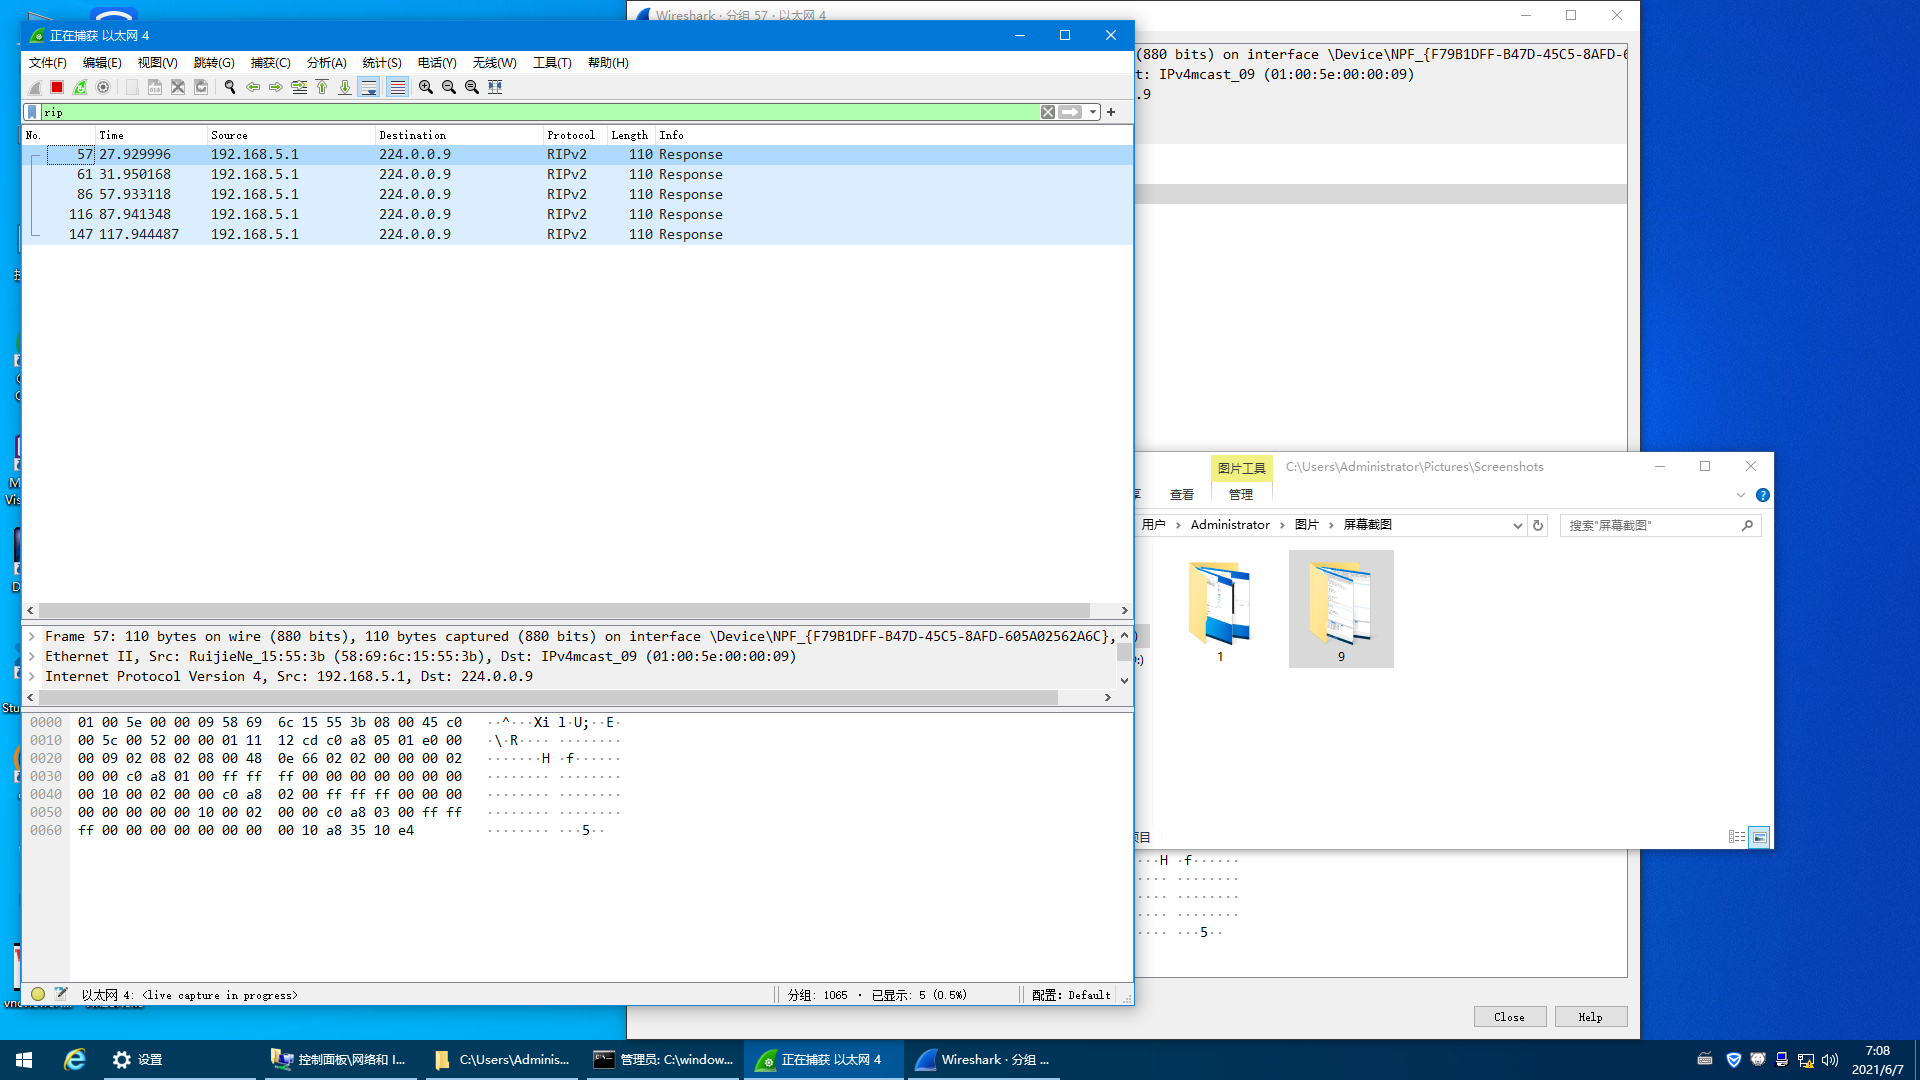 Wireshark · 分组 57 · 以太网 4
正在捕获 以太网 4
文件(F) 编辑(E) 视图(V) 跳转(G) 捕获(C) 分析(A) 统计(S) 电话(Y) 无线(W) 工具(T) 帮助(H)
rip
No. Time Source Destination Protocol Length Info
57 27.929996 192.168.5.1 224.0.0.9 RIPv2 110 Response
61 31.950168 192.168.5.1 224.0.0.9 RIPv2 110 Response
86 57.933118 192.168.5.1 224.0.0.9 RIPv2 110 Response
116 87.941348 192.168.5.1 224.0.0.9 RIPv2 110 Response
147 117.944487 192.168.5.1 224.0.0.9 RIPv2 110 Response
Frame 57: 110 bytes on wire (880 bits), 110 bytes captured (880 bits) on interface \Device\NPF_{F79B1DFF-B47D-45C5-8AFD-605A02562A6C},
Ethernet II, Src: RuijieNe_15:55:3b (58:69:6c:15:55:3b), Dst: IPv4mcast_09 (01:00:5e:00:00:09)
Internet Protocol Version 4, Src: 192.168.5.1, Dst: 224.0.0.9
0000 01 00 5e 00 00 09 58 69 6c 15 55 3b 08 00 45 c0 ··^···Xi l·U;··E·
0010 00 5c 00 52 00 00 01 11 12 cd c0 a8 05 01 e0 00 ·\·R···· ········
0020 00 09 02 08 02 08 00 48 0e 66 02 02 00 00 00 02 ·······H ·f······
0030 00 00 c0 a8 01 00 ff ff ff 00 00 00 00 00 00 00 ········ ········
0040 00 10 00 02 00 00 c0 a8 02 00 ff ff ff 00 00 00 ········ ········
0050 00 00 00 00 00 10 00 02 00 00 c0 a8 03 00 ff ff ········ ········
0060 ff 00 00 00 00 00 00 00 00 10 a8 35 10 e4 ········ ···5··
以太网 4: <live capture in progress>
分组: 1065 · 已显示: 5 (0.5%)
配置: Default
(880 bits) on interface \Device\NPF_{F79B1DFF-B47D-45C5-8AFD-6
t: IPv4mcast_09 (01:00:5e:00:00:09)
.9
图片工具 C:\Users\Administrator\Pictures\Screenshots
查看 管理
用户 › Administrator › 图片 › 屏幕截图
搜索"屏幕截图"
1
9
项目
···H ·f······
···· ········
···· ········
···· ········
···· ···5··
Close Help
设置
控制面板\网络和 I...
C:\Users\Adminis...
管理员: C:\window...
正在捕获 以太网 4
Wireshark · 分组 ...
7:08
2021/6/7